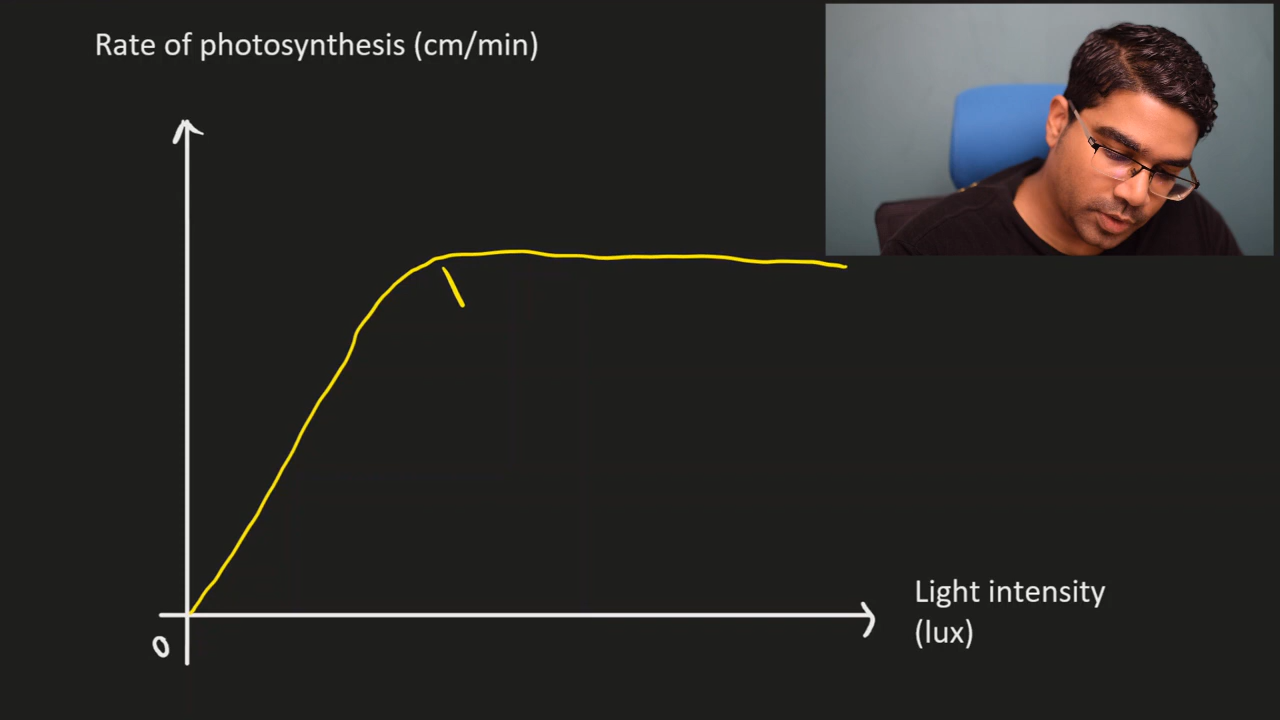 Rate of photosynthesis (cm/min)
Light intensity
(lux)
0